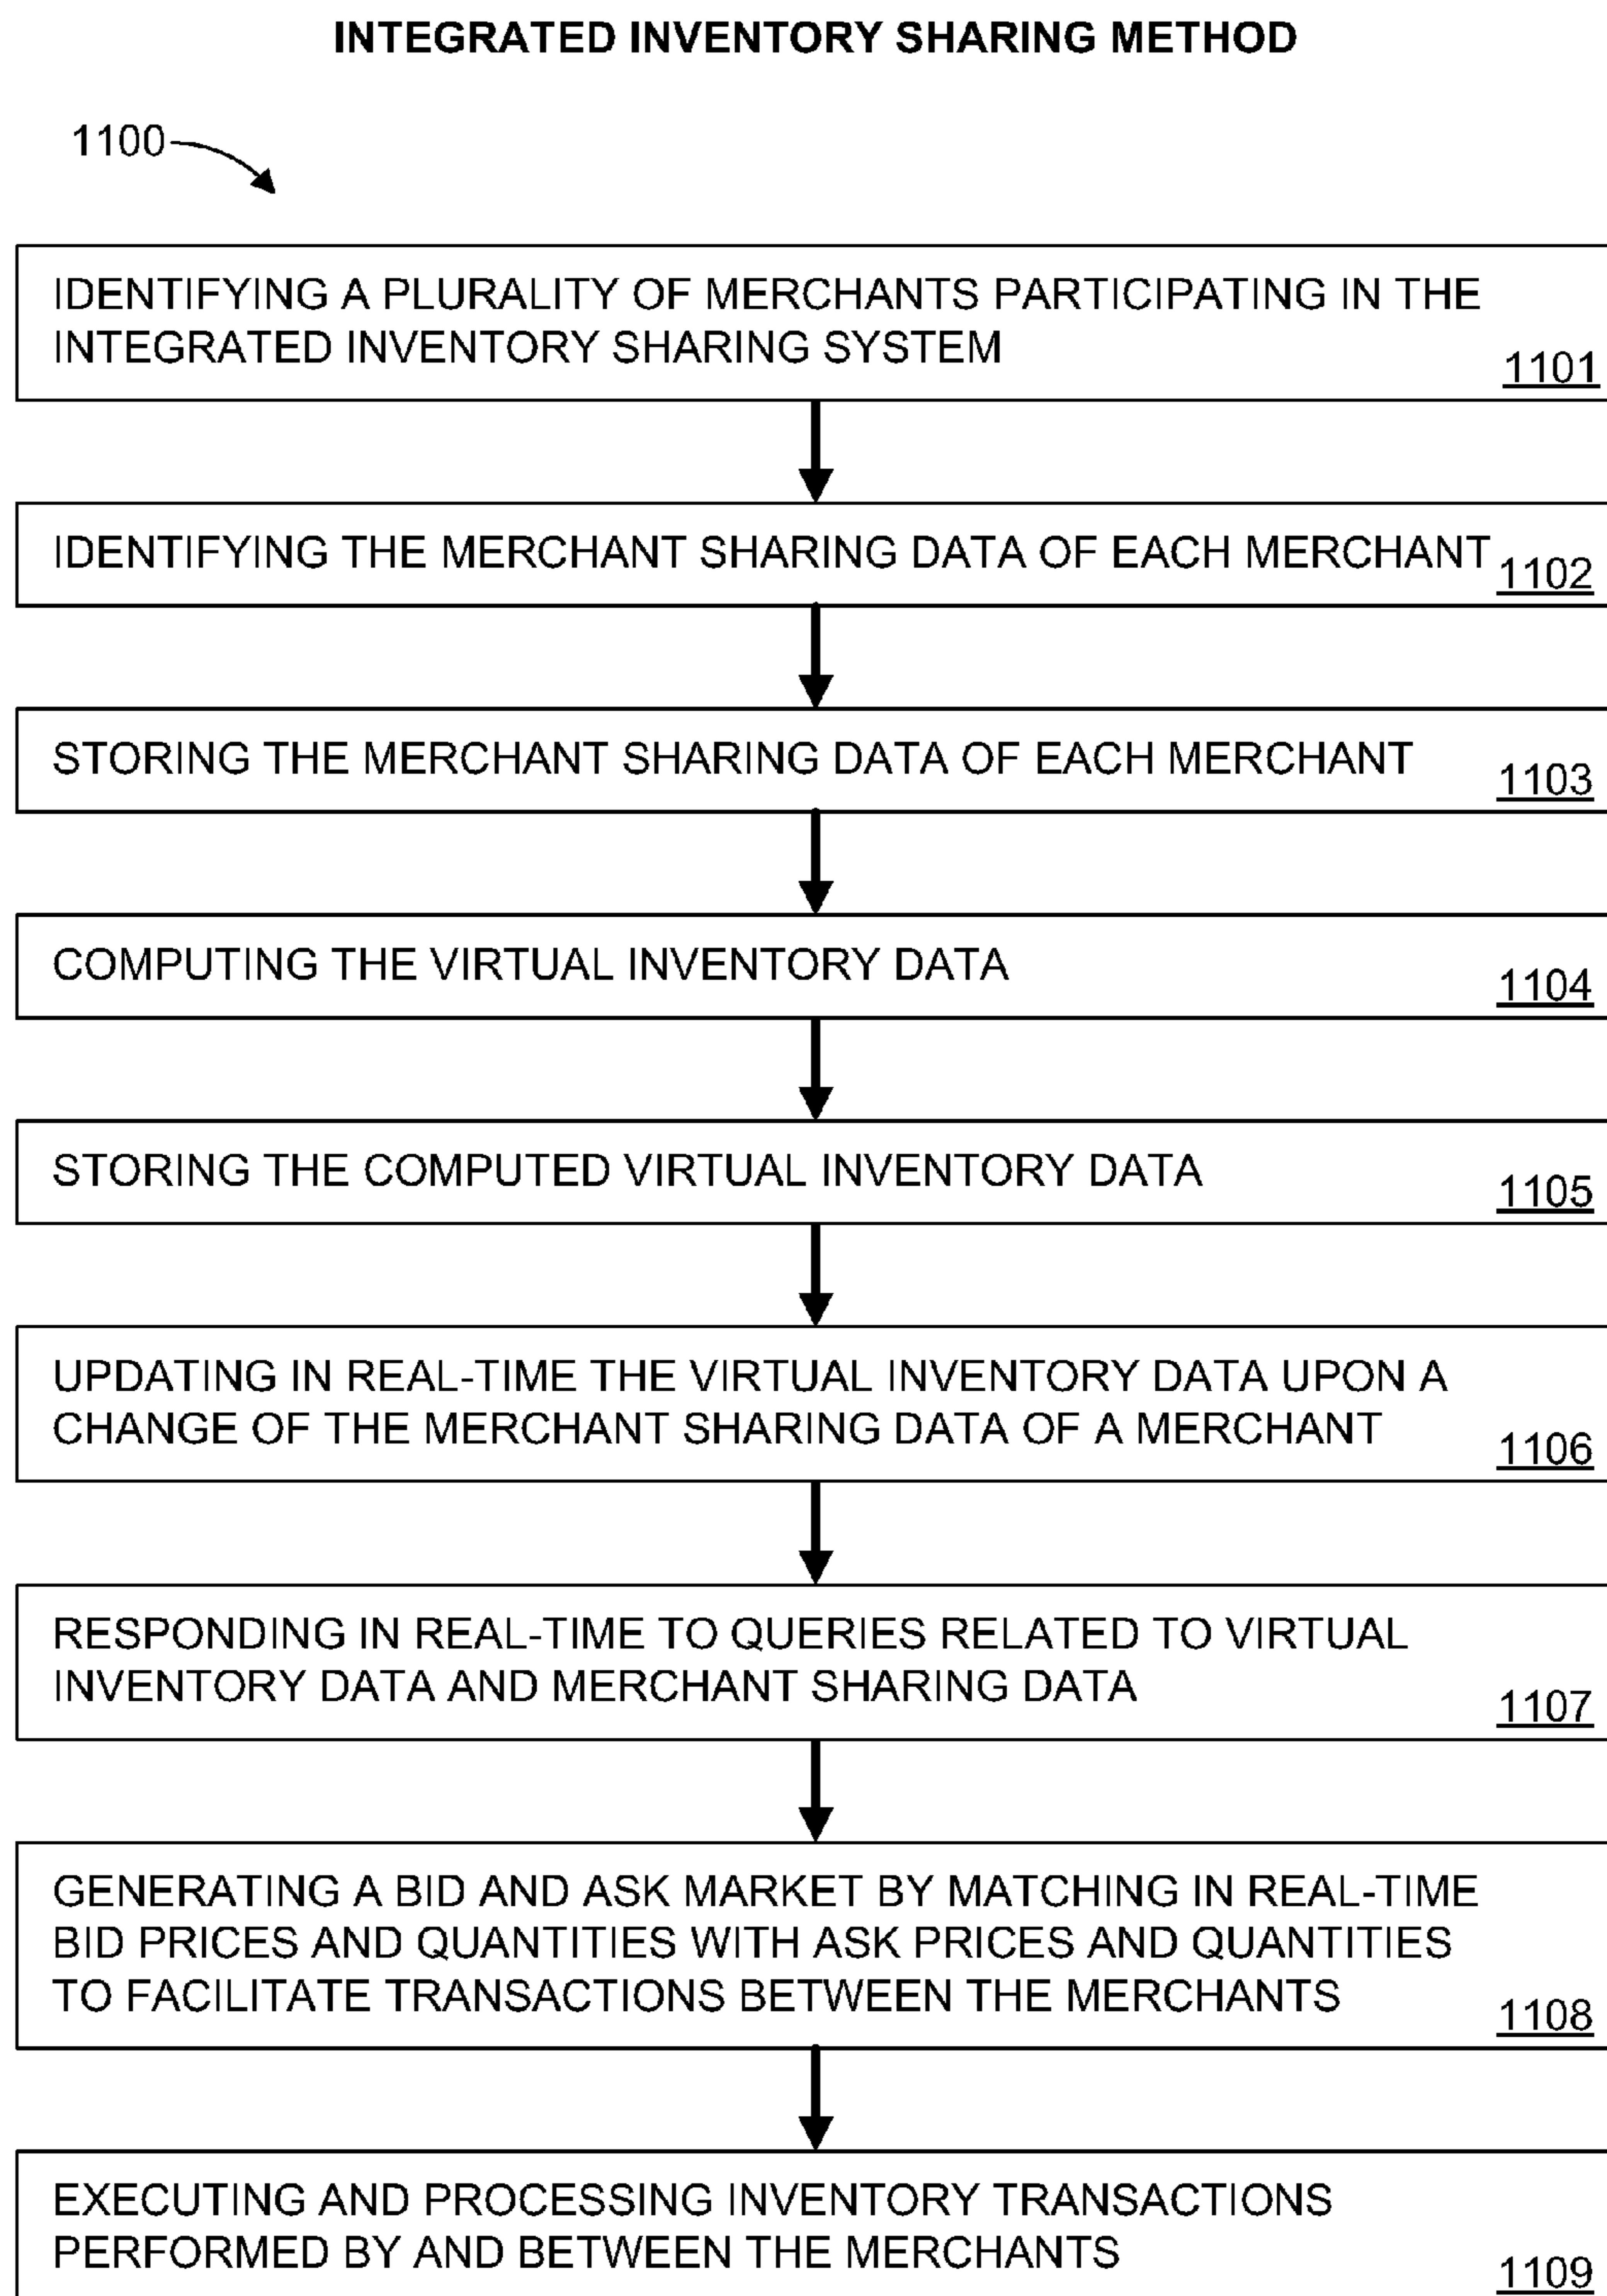 INTEGRATED INVENTORY SHARING METHOD
1100
IDENTIFYING A PLURALITY OF MERCHANTS PARTICIPATING IN THE
INTEGRATED INVENTORY SHARING SYSTEM
1101
IDENTIFYING THE MERCHANT SHARING DATA OF EACH MERCHANT
1102
STORING THE MERCHANT SHARING DATA OF EACH MERCHANT
1103
COMPUTING THE VIRTUAL INVENTORY DATA
1104
STORING THE COMPUTED VIRTUAL INVENTORY DATA
1105
UPDATING IN REAL-TIME THE VIRTUAL INVENTORY DATA UPON A
CHANGE OF THE MERCHANT SHARING DATA OF A MERCHANT
1106
RESPONDING IN REAL-TIME TO QUERIES RELATED TO VIRTUAL
INVENTORY DATA AND MERCHANT SHARING DATA
1107
GENERATING A BID AND ASK MARKET BY MATCHING IN REAL-TIME
BID PRICES AND QUANTITIES WITH ASK PRICES AND QUANTITIES
TO FACILITATE TRANSACTIONS BETWEEN THE MERCHANTS
1108
EXECUTING AND PROCESSING INVENTORY TRANSACTIONS
PERFORMED BY AND BETWEEN THE MERCHANTS
1109